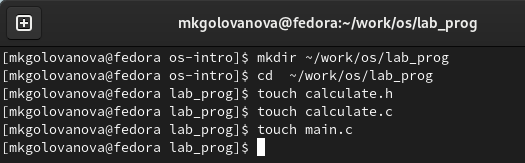 mkgolovanova@fedora:~/work/os/lab_prog
[mkgolovanova@fedora os-intro]$ mkdir ~/work/os/lab_prog
[mkgolovanova@fedora os-intro]$ cd  ~/work/os/lab_prog
[mkgolovanova@fedora lab_prog]$ touch calculate.h
[mkgolovanova@fedora lab_prog]$ touch calculate.c
[mkgolovanova@fedora lab_prog]$ touch main.c
[mkgolovanova@fedora lab_prog]$